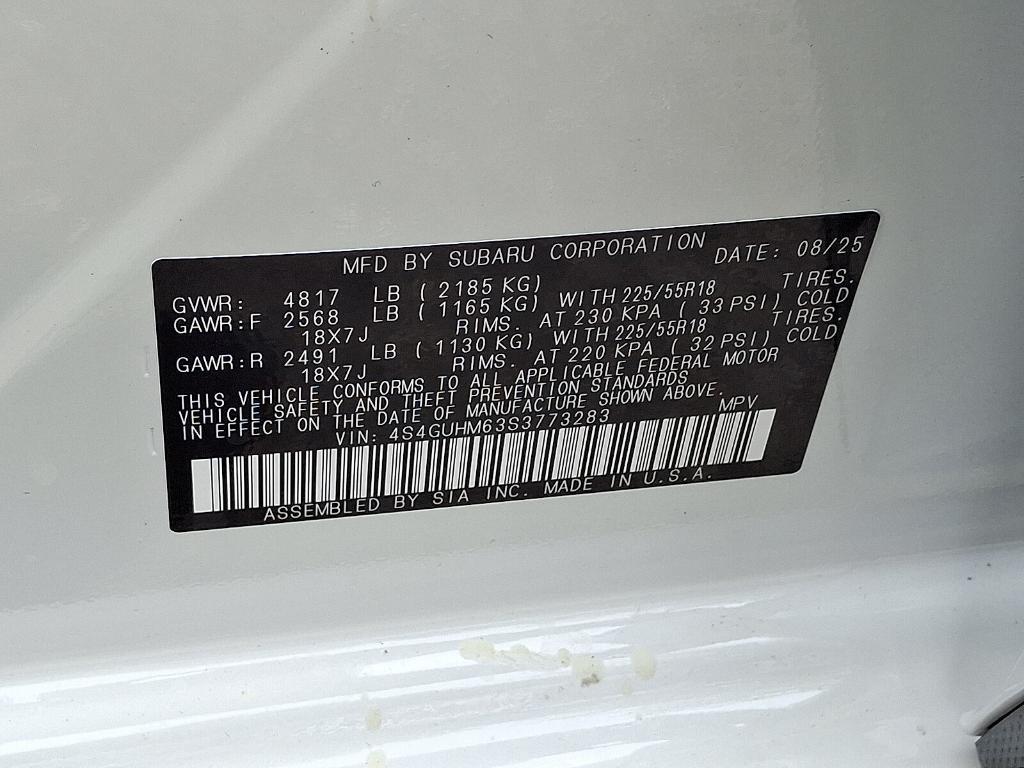 MFD BY SUBARU CORPORATION DATE: 08/25
GVWR: 4817 LB ( 2185 KG)
GAWR:F 2568 LB ( 1165 KG) WITH 225/55R18 TIRES.
18X7J RIMS. AT 230 KPA ( 33 PSI) COLD
GAWR:R 2491 LB ( 1130 KG) WITH 225/55R18 TIRES.
18X7J RIMS. AT 220 KPA ( 32 PSI) COLD
THIS VEHICLE CONFORMS TO ALL APPLICABLE FEDERAL MOTOR
VEHICLE SAFETY AND THEFT PREVENTION STANDARDS
IN EFFECT ON THE DATE OF MANUFACTURE SHOWN ABOVE.
VIN: 4S4GUHM63S3773283 MPV
ASSEMBLED BY SIA INC. MADE IN U.S.A.